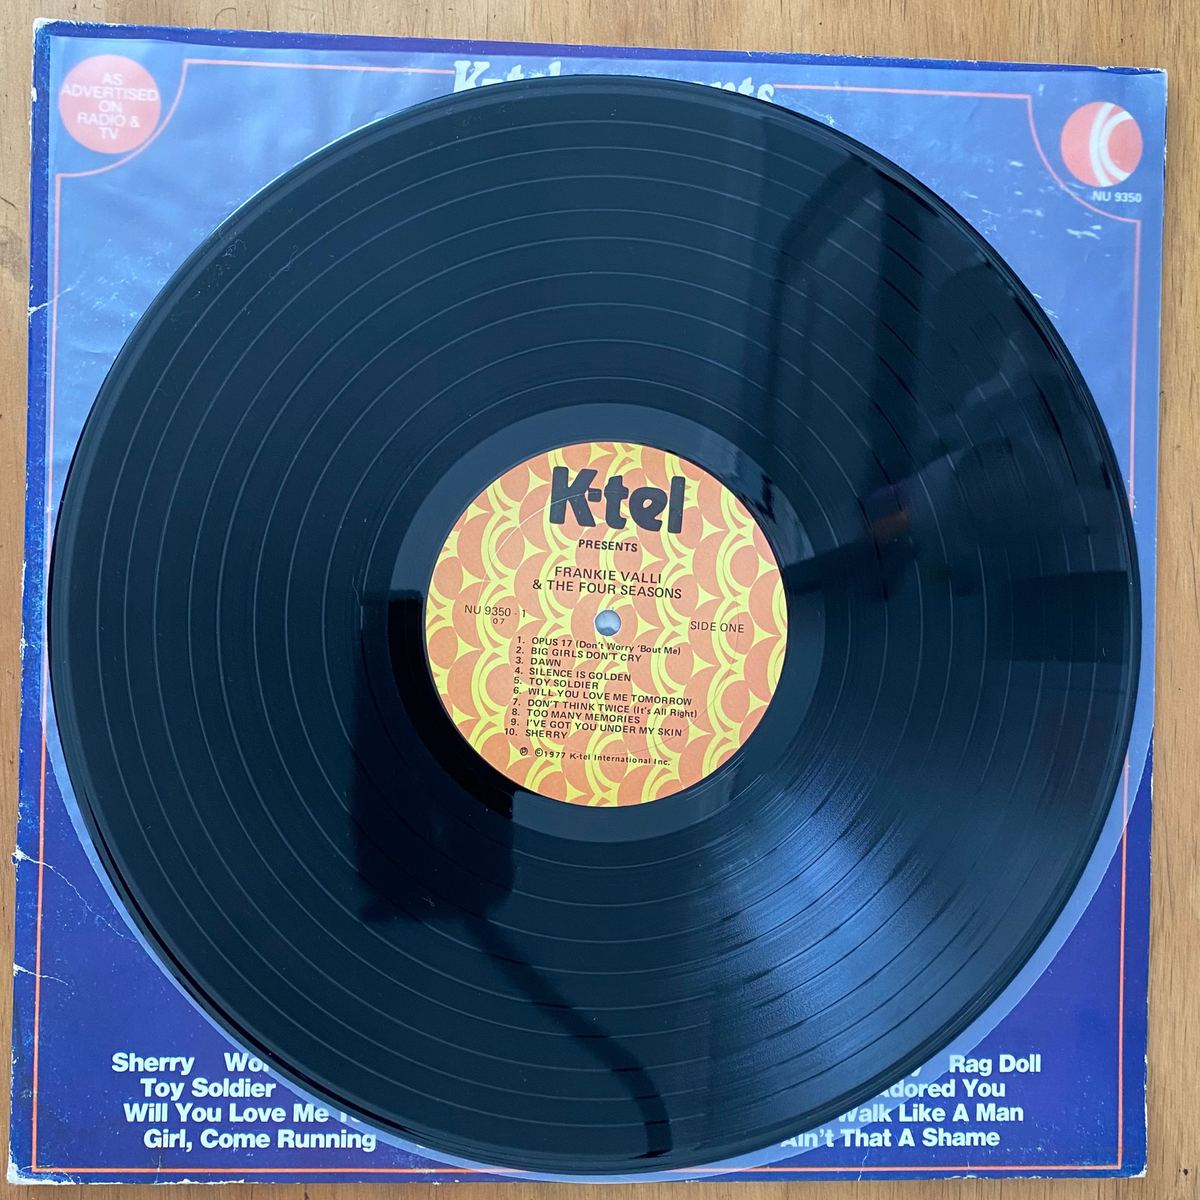 AS
ADVERTISED
ON
RADIO &
TV
NU 9350
K-tel
PRESENTS
FRANKIE VALLI
& THE FOUR SEASONS
NU 9350 - 1
07
SIDE ONE
1. OPUS 17 (Don't Worry 'Bout Me)
2. BIG GIRLS DON'T CRY
3. DAWN
4. SILENCE IS GOLDEN
5. TOY SOLDIER
6. WILL YOU LOVE ME TOMORROW
7. DON'T THINK TWICE (It's All Right)
8. TOO MANY MEMORIES
9. I'VE GOT YOU UNDER MY SKIN
10. SHERRY
℗ ©1977 K-tel International Inc.
Sherry Rag Doll
Toy Soldier Adored You
Will You Love Me Walk Like A Man
Girl, Come Running Ain't That A Shame